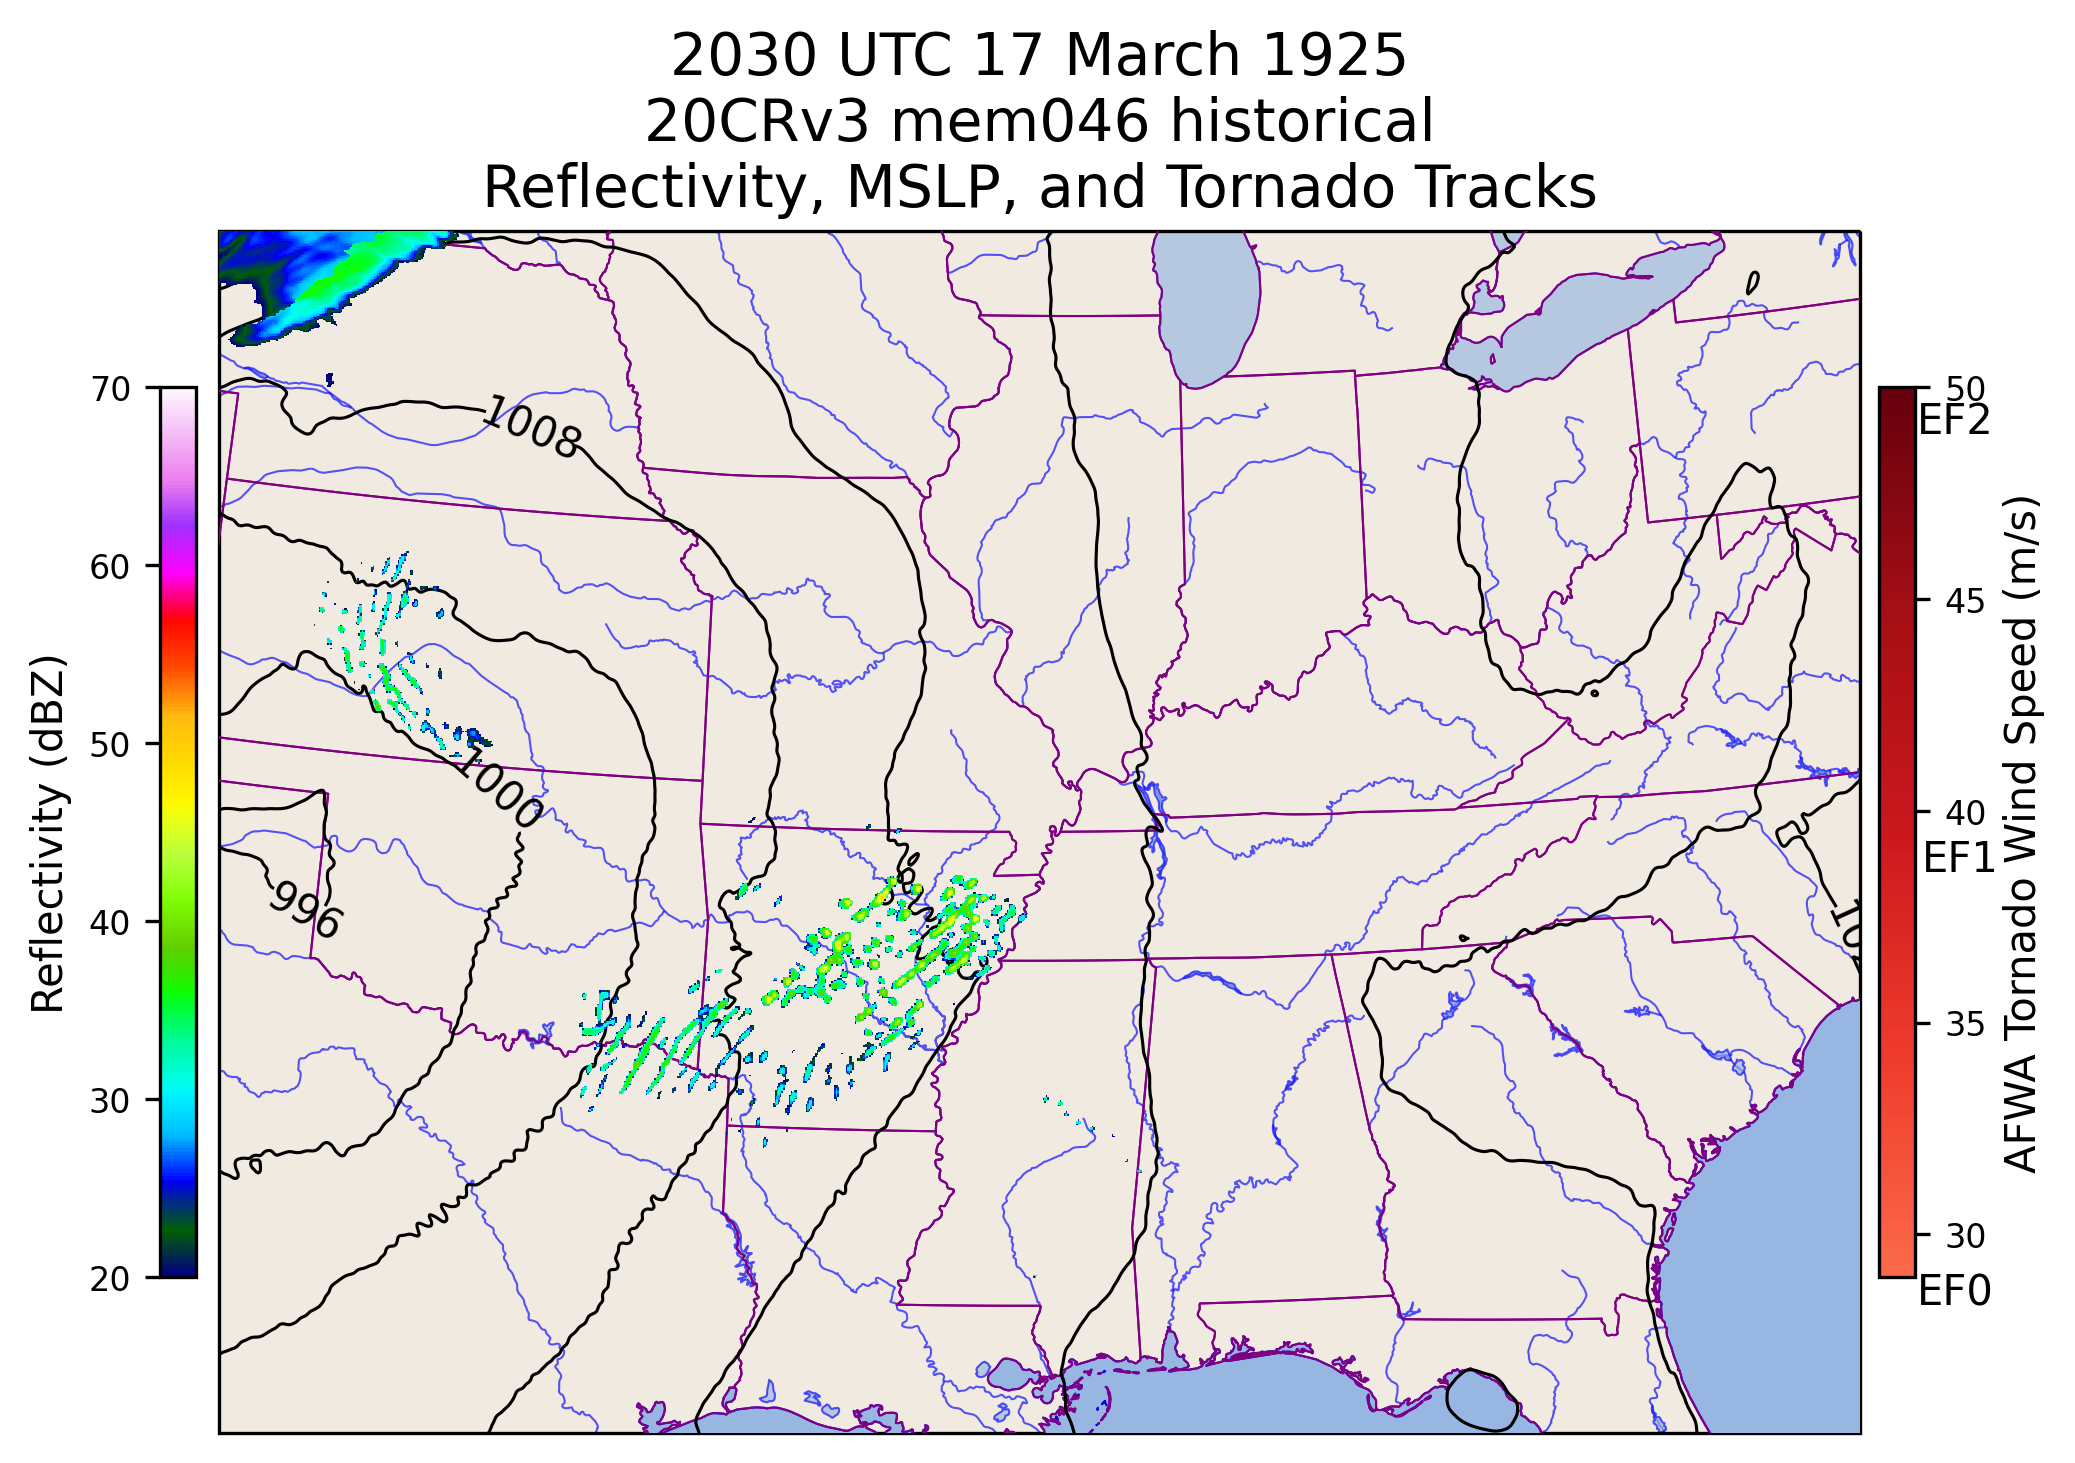 2030 UTC 17 March 1925
20CRv3 mem046 historical
Reflectivity, MSLP, and Tornado Tracks
Reflectivity (dBZ)
70
60
50
40
30
20
1008
1000
996
50
EF2
45
40
EF1
35
30
EF0
AFWA Tornado Wind Speed (m/s)